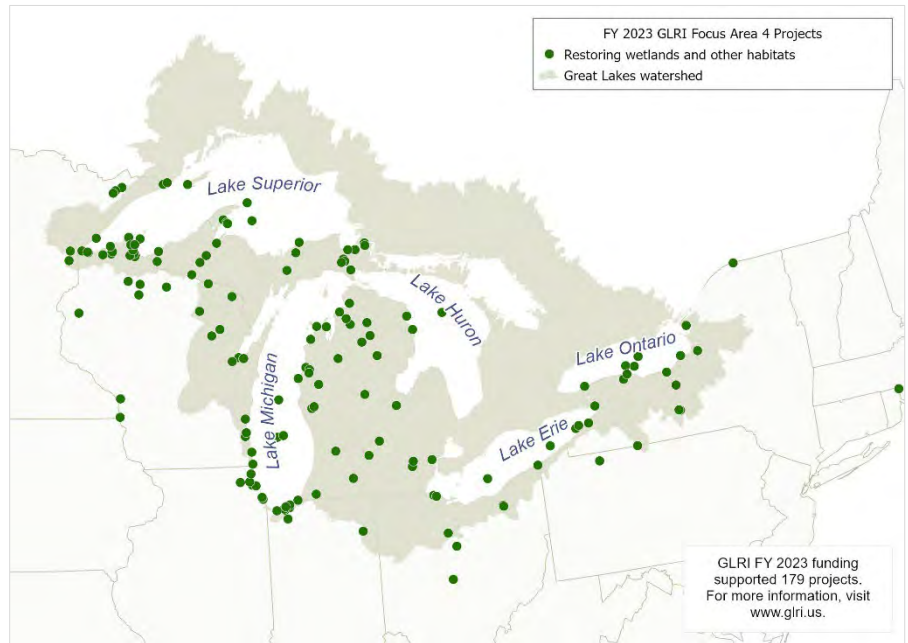 FY 2023 GLRI Focus Area 4 Projects
Restoring wetlands and other habitats
Great Lakes watershed
Lake Superior
Lake Huron
Lake Ontario
Lake Michigan
Lake Erie
GLRI FY 2023 funding
supported 179 projects.
For more information, visit
www.glri.us.